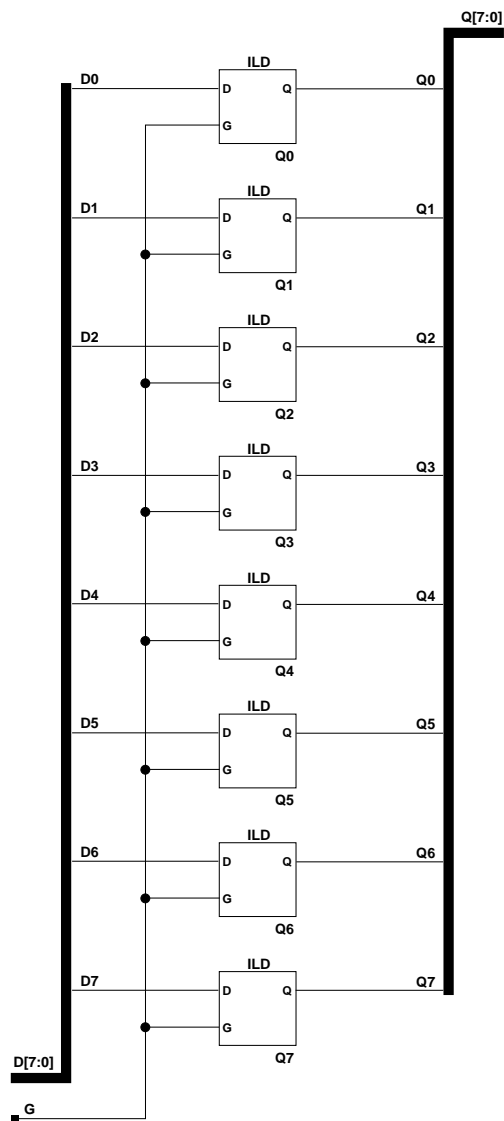 Q[7:0]
ILD
D0 D Q Q0
G
Q0
ILD
D1 D Q Q1
G
Q1
ILD
D2 D Q Q2
G
Q2
ILD
D3 D Q Q3
G
Q3
ILD
D4 D Q Q4
G
Q4
ILD
D5 D Q Q5
G
Q5
ILD
D6 D Q Q6
G
Q6
ILD
D7 D Q Q7
G
Q7
D[7:0]
G